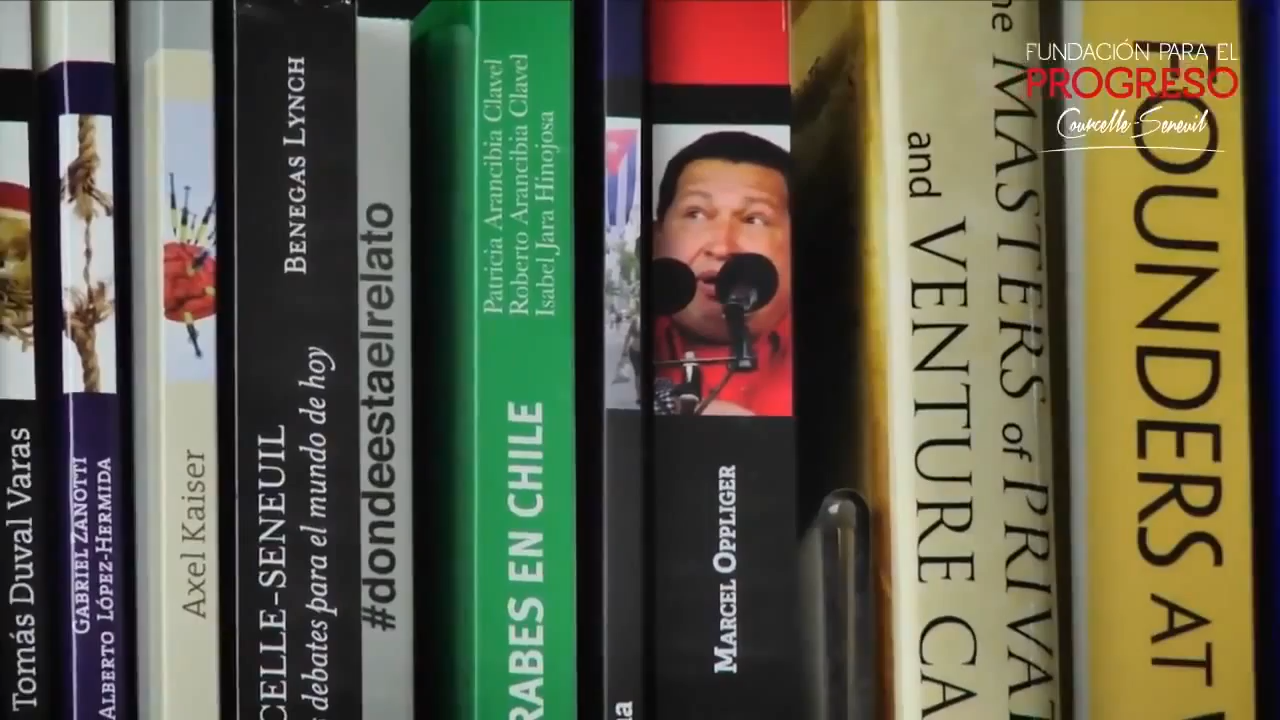 Tomás Duval Varas
GABRIEL ZANOTTI
ALBERTO LÓPEZ-HERMIDA
Axel Kaiser
CELLE-SENEUIL
BENEGAS LYNCH
debates para el mundo de hoy
#dondeestaelrelato
Patricia Arancibia Clavel
Roberto Arancibia Clavel
Isabel Jara Hinojosa
RABES EN CHILE
MARCEL OPPLIGER
he MASTERS of PRIVAT
and VENTURE CA
FOUNDERS AT
FUNDACIÓN PARA EL
PROGRESO
Courcelle-Seneuil